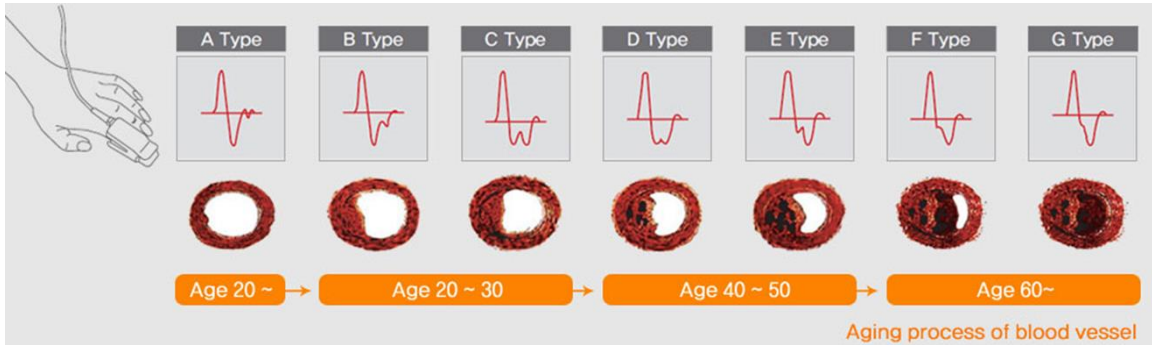 A Type
B Type
C Type
D Type
E Type
F Type
G Type
Age 20 ~
Age 20 ~ 30
Age 40 ~ 50
Age 60~
Aging process of blood vessel